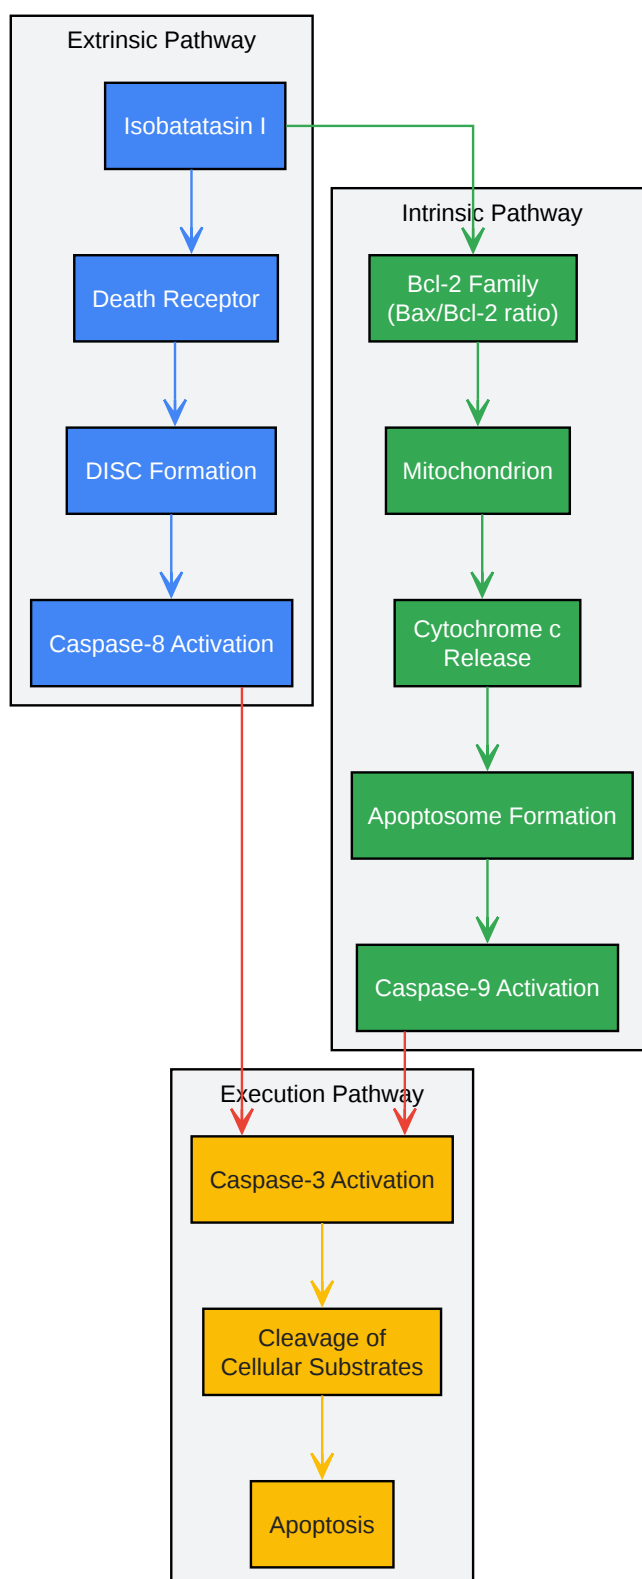 Extrinsic Pathway
Isobatatasin I
Death Receptor
DISC Formation
Caspase-8 Activation
Intrinsic Pathway
Bcl-2 Family
(Bax/Bcl-2 ratio)
Mitochondrion
Cytochrome c
Release
Apoptosome Formation
Caspase-9 Activation
Execution Pathway
Caspase-3 Activation
Cleavage of
Cellular Substrates
Apoptosis